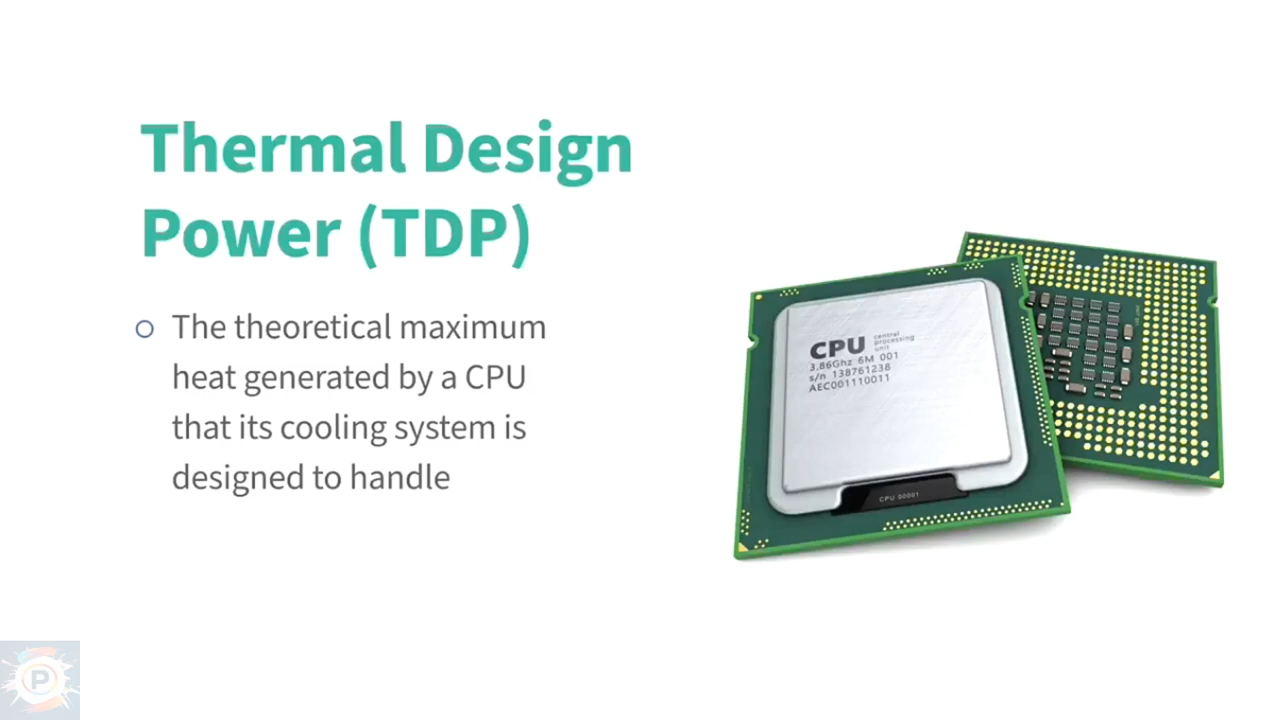 Thermal Design
Power (TDP)
The theoretical maximum
heat generated by a CPU
that its cooling system is
designed to handle
CPU central
processing
unit
3.86Ghz 6M 001
s/n 138761238
AEC001110011
CPU 00001
P